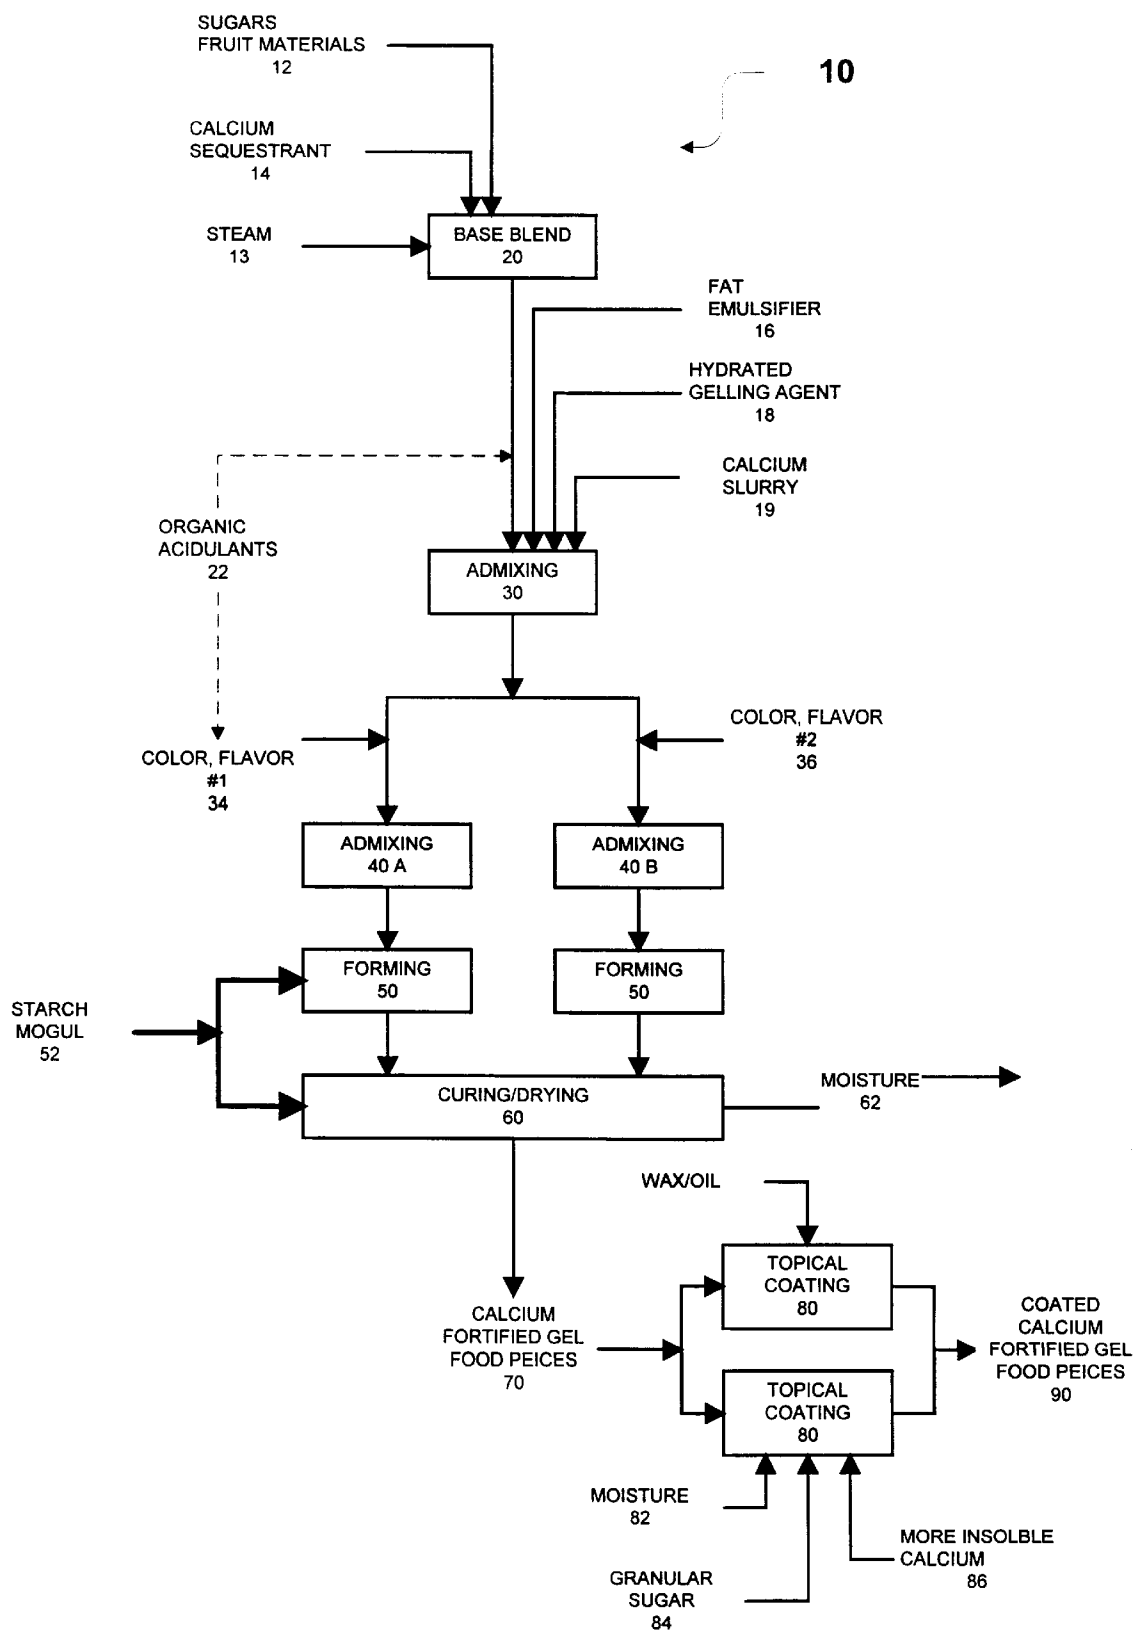 SUGARS
FRUIT MATERIALS
12
10
CALCIUM
SEQUESTRANT
14
STEAM
13
BASE BLEND
20
FAT
EMULSIFIER
16
HYDRATED
GELLING AGENT
18
CALCIUM
SLURRY
19
ORGANIC
ACIDULANTS
22
ADMIXING
30
COLOR, FLAVOR
#1
34
COLOR, FLAVOR
#2
36
ADMIXING
40 A
ADMIXING
40 B
FORMING
50
FORMING
50
STARCH
MOGUL
52
CURING/DRYING
60
MOISTURE
62
WAX/OIL
TOPICAL
COATING
80
CALCIUM
FORTIFIED GEL
FOOD PEICES
70
TOPICAL
COATING
80
COATED
CALCIUM
FORTIFIED GEL
FOOD PEICES
90
MOISTURE
82
GRANULAR
SUGAR
84
MORE INSOLBLE
CALCIUM
86